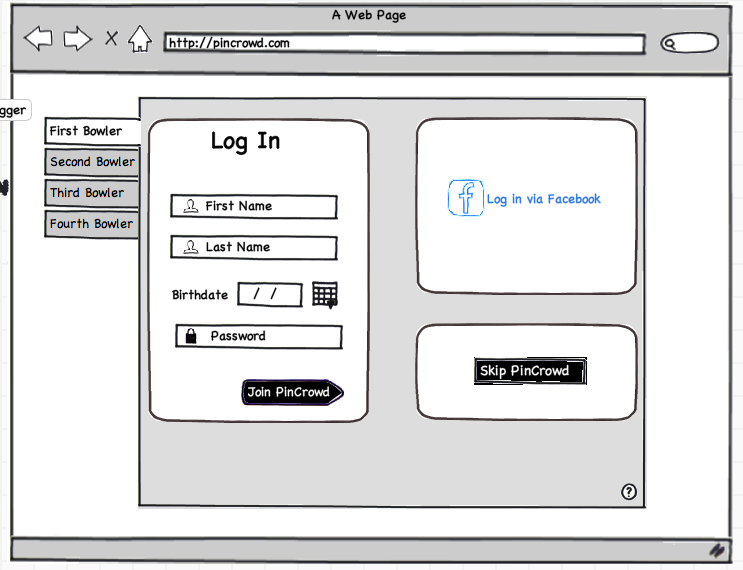 A Web Page
X
http://pincrowd.com
gger
First Bowler
Second Bowler
Third Bowler
Fourth Bowler
Log In
First Name
Last Name
Birthdate / /
Password
Join PinCrowd
f Log in via Facebook
Skip PinCrowd
?